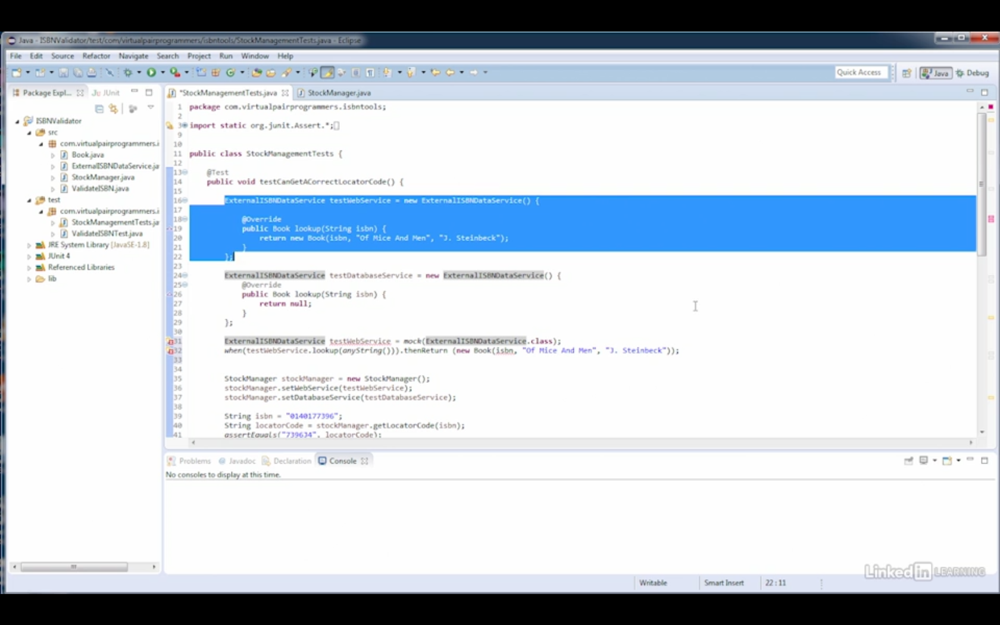 Java - ISBNValidator/test/com/virtualpairprogrammers/isbntools/StockManagementTests.java - Eclipse
File Edit Source Refactor Navigate Search Project Run Window Help
Quick Access Java Debug
Package Expl... JUnit
*StockManagementTests.java StockManager.java
ISBNValidator
src
com.virtualpairprogrammers.i
Book.java
ExternalISBNDataService.ja
StockManager.java
ValidateISBN.java
test
com.virtualpairprogrammers.i
StockManagementTests.ja
ValidateISBNTest.java
JRE System Library [JavaSE-1.8]
JUnit 4
Referenced Libraries
lib
1 package com.virtualpairprogrammers.isbntools;
2
3 import static org.junit.Assert.*;
9
10
11 public class StockManagementTests {
12
13 @Test
14 public void testCanGetACorrectLocatorCode() {
15
16 ExternalISBNDataService testWebService = new ExternalISBNDataService() {
17
18 @Override
19 public Book lookup(String isbn) {
20 return new Book(isbn, "Of Mice And Men", "J. Steinbeck");
21 }
22 };
23
24 ExternalISBNDataService testDatabaseService = new ExternalISBNDataService() {
25 @Override
26 public Book lookup(String isbn) {
27 return null;
28 }
29 };
30
31 ExternalISBNDataService testWebService = mock(ExternalISBNDataService.class);
32 when(testWebService.lookup(anyString())).thenReturn (new Book(isbn, "Of Mice And Men", "J. Steinbeck"));
33
34
35 StockManager stockManager = new StockManager();
36 stockManager.setWebService(testWebService);
37 stockManager.setDatabaseService(testDatabaseService);
38
39 String isbn = "0140177396";
40 String locatorCode = stockManager.getLocatorCode(isbn);
41 assertEquals("739634", locatorCode);
Problems Javadoc Declaration Console
No consoles to display at this time.
Linked in LEARNING
Writable Smart Insert 22 : 11